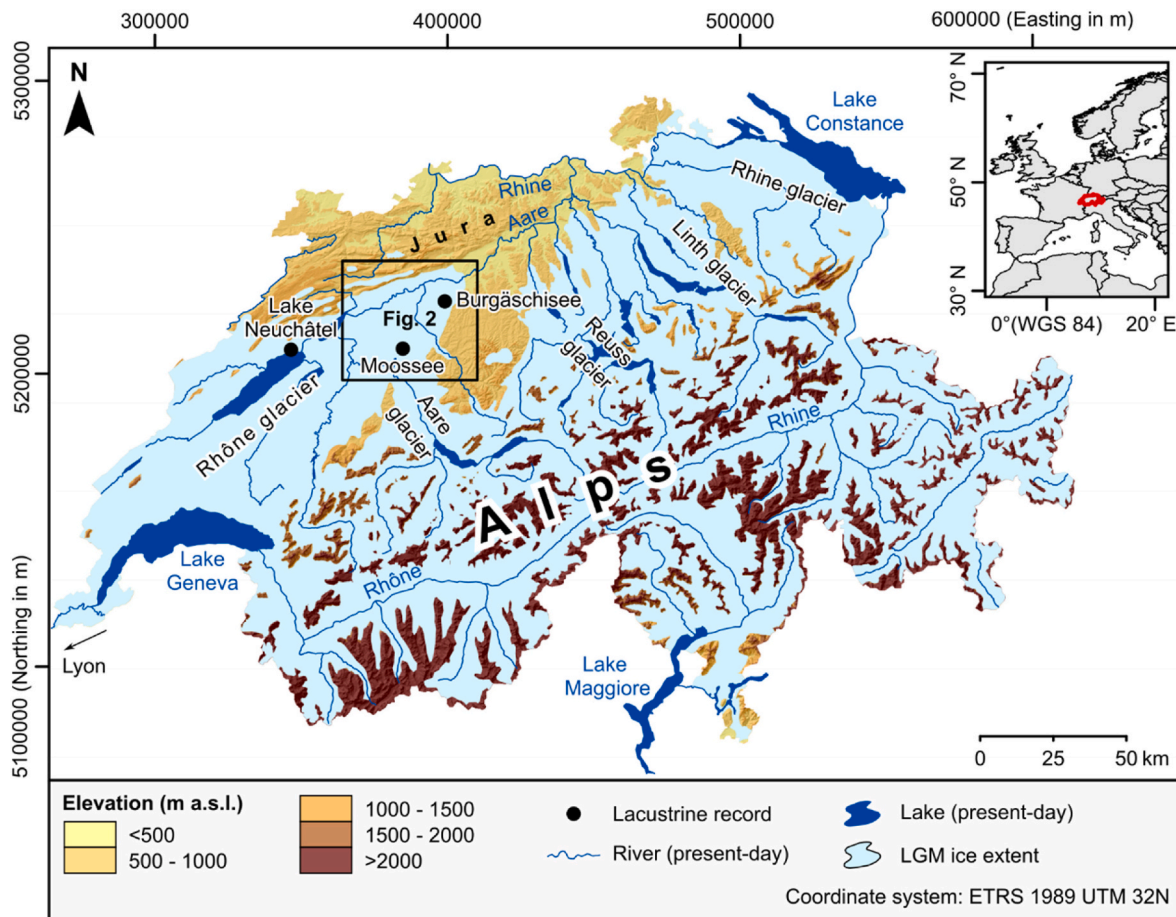 300000
400000
500000
600000 (Easting in m)
5300000
5200000
5100000 (Northing in m)
N
70° N
50° N
30° N
0°(WGS 84)
20° E
Lake
Constance
Rhine glacier
Rhine
Aare
Jura
Linth glacier
Burgäschisee
Lake
Neuchâtel
Fig. 2
Moossee
Reuss
glacier
Rhône glacier
Aare
glacier
Rhine
Alps
Lake
Geneva
Rhône
Lyon
Lake
Maggiore
0
25
50 km
Elevation (m a.s.l.)
<500
500 - 1000
1000 - 1500
1500 - 2000
>2000
Lacustrine record
River (present-day)
Lake (present-day)
LGM ice extent
Coordinate system: ETRS 1989 UTM 32N